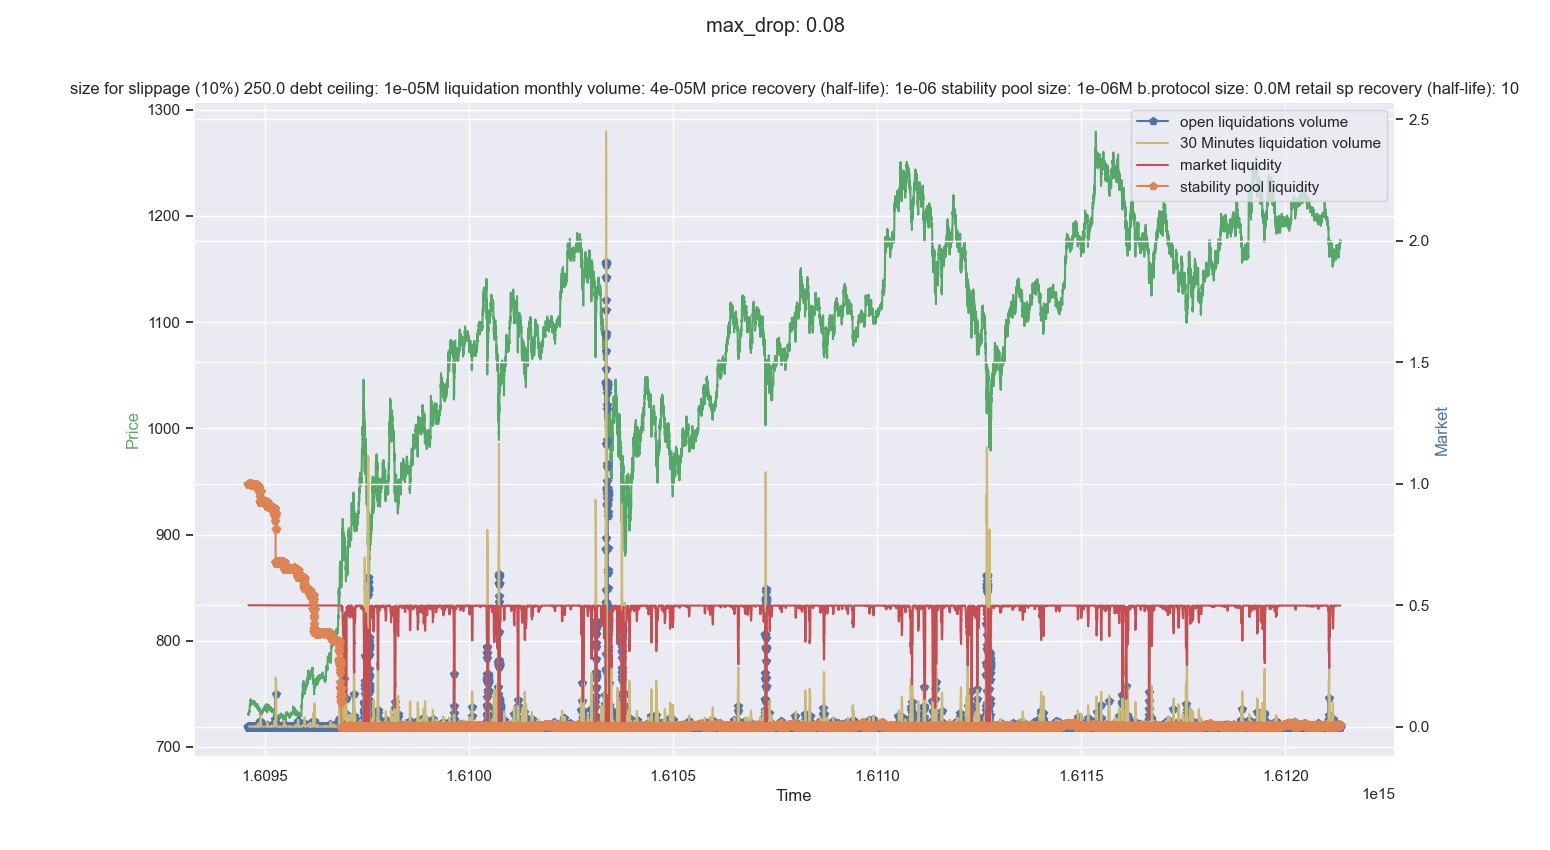 max_drop: 0.08
size for slippage (10%) 250.0 debt ceiling: 1e-05M liquidation monthly volume: 4e-05M price recovery (half-life): 1e-06 stability pool size: 1e-06M b.protocol size: 0.0M retail sp recovery (half-life): 10
open liquidations volume
30 Minutes liquidation volume
market liquidity
stability pool liquidity
1300
1200
1100
1000
900
800
700
Price
2.5
2.0
1.5
1.0
0.5
0.0
Market
1.6095 1.6100 1.6105 1.6110 1.6115 1.6120
Time
1e15